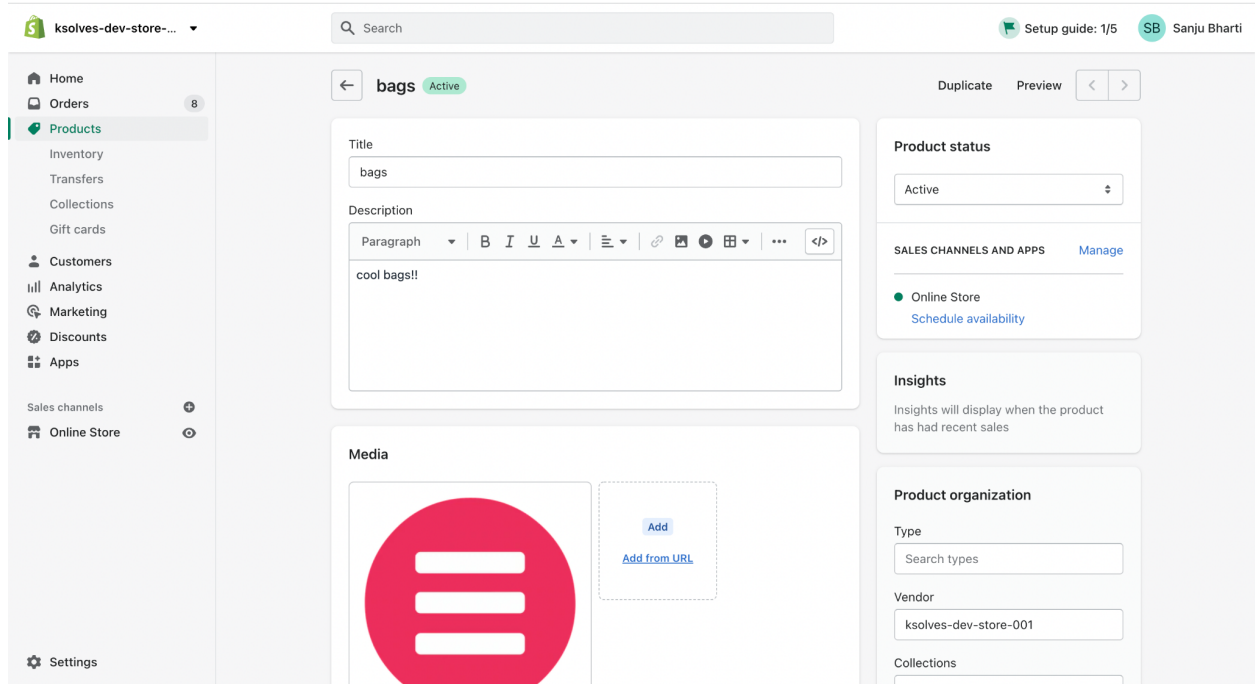 ksolves-dev-store-...
Search
Setup guide: 1/5
SB
Sanju Bharti
Home
Orders
8
Products
Inventory
Transfers
Collections
Gift cards
Customers
Analytics
Marketing
Discounts
Apps
Sales channels
Online Store
Settings
bags
Active
Duplicate
Preview
Title
bags
Description
Paragraph
B I U A
</>
cool bags!!
Media
Add
Add from URL
Product status
Active
SALES CHANNELS AND APPS
Manage
Online Store
Schedule availability
Insights
Insights will display when the product
has had recent sales
Product organization
Type
Search types
Vendor
ksolves-dev-store-001
Collections